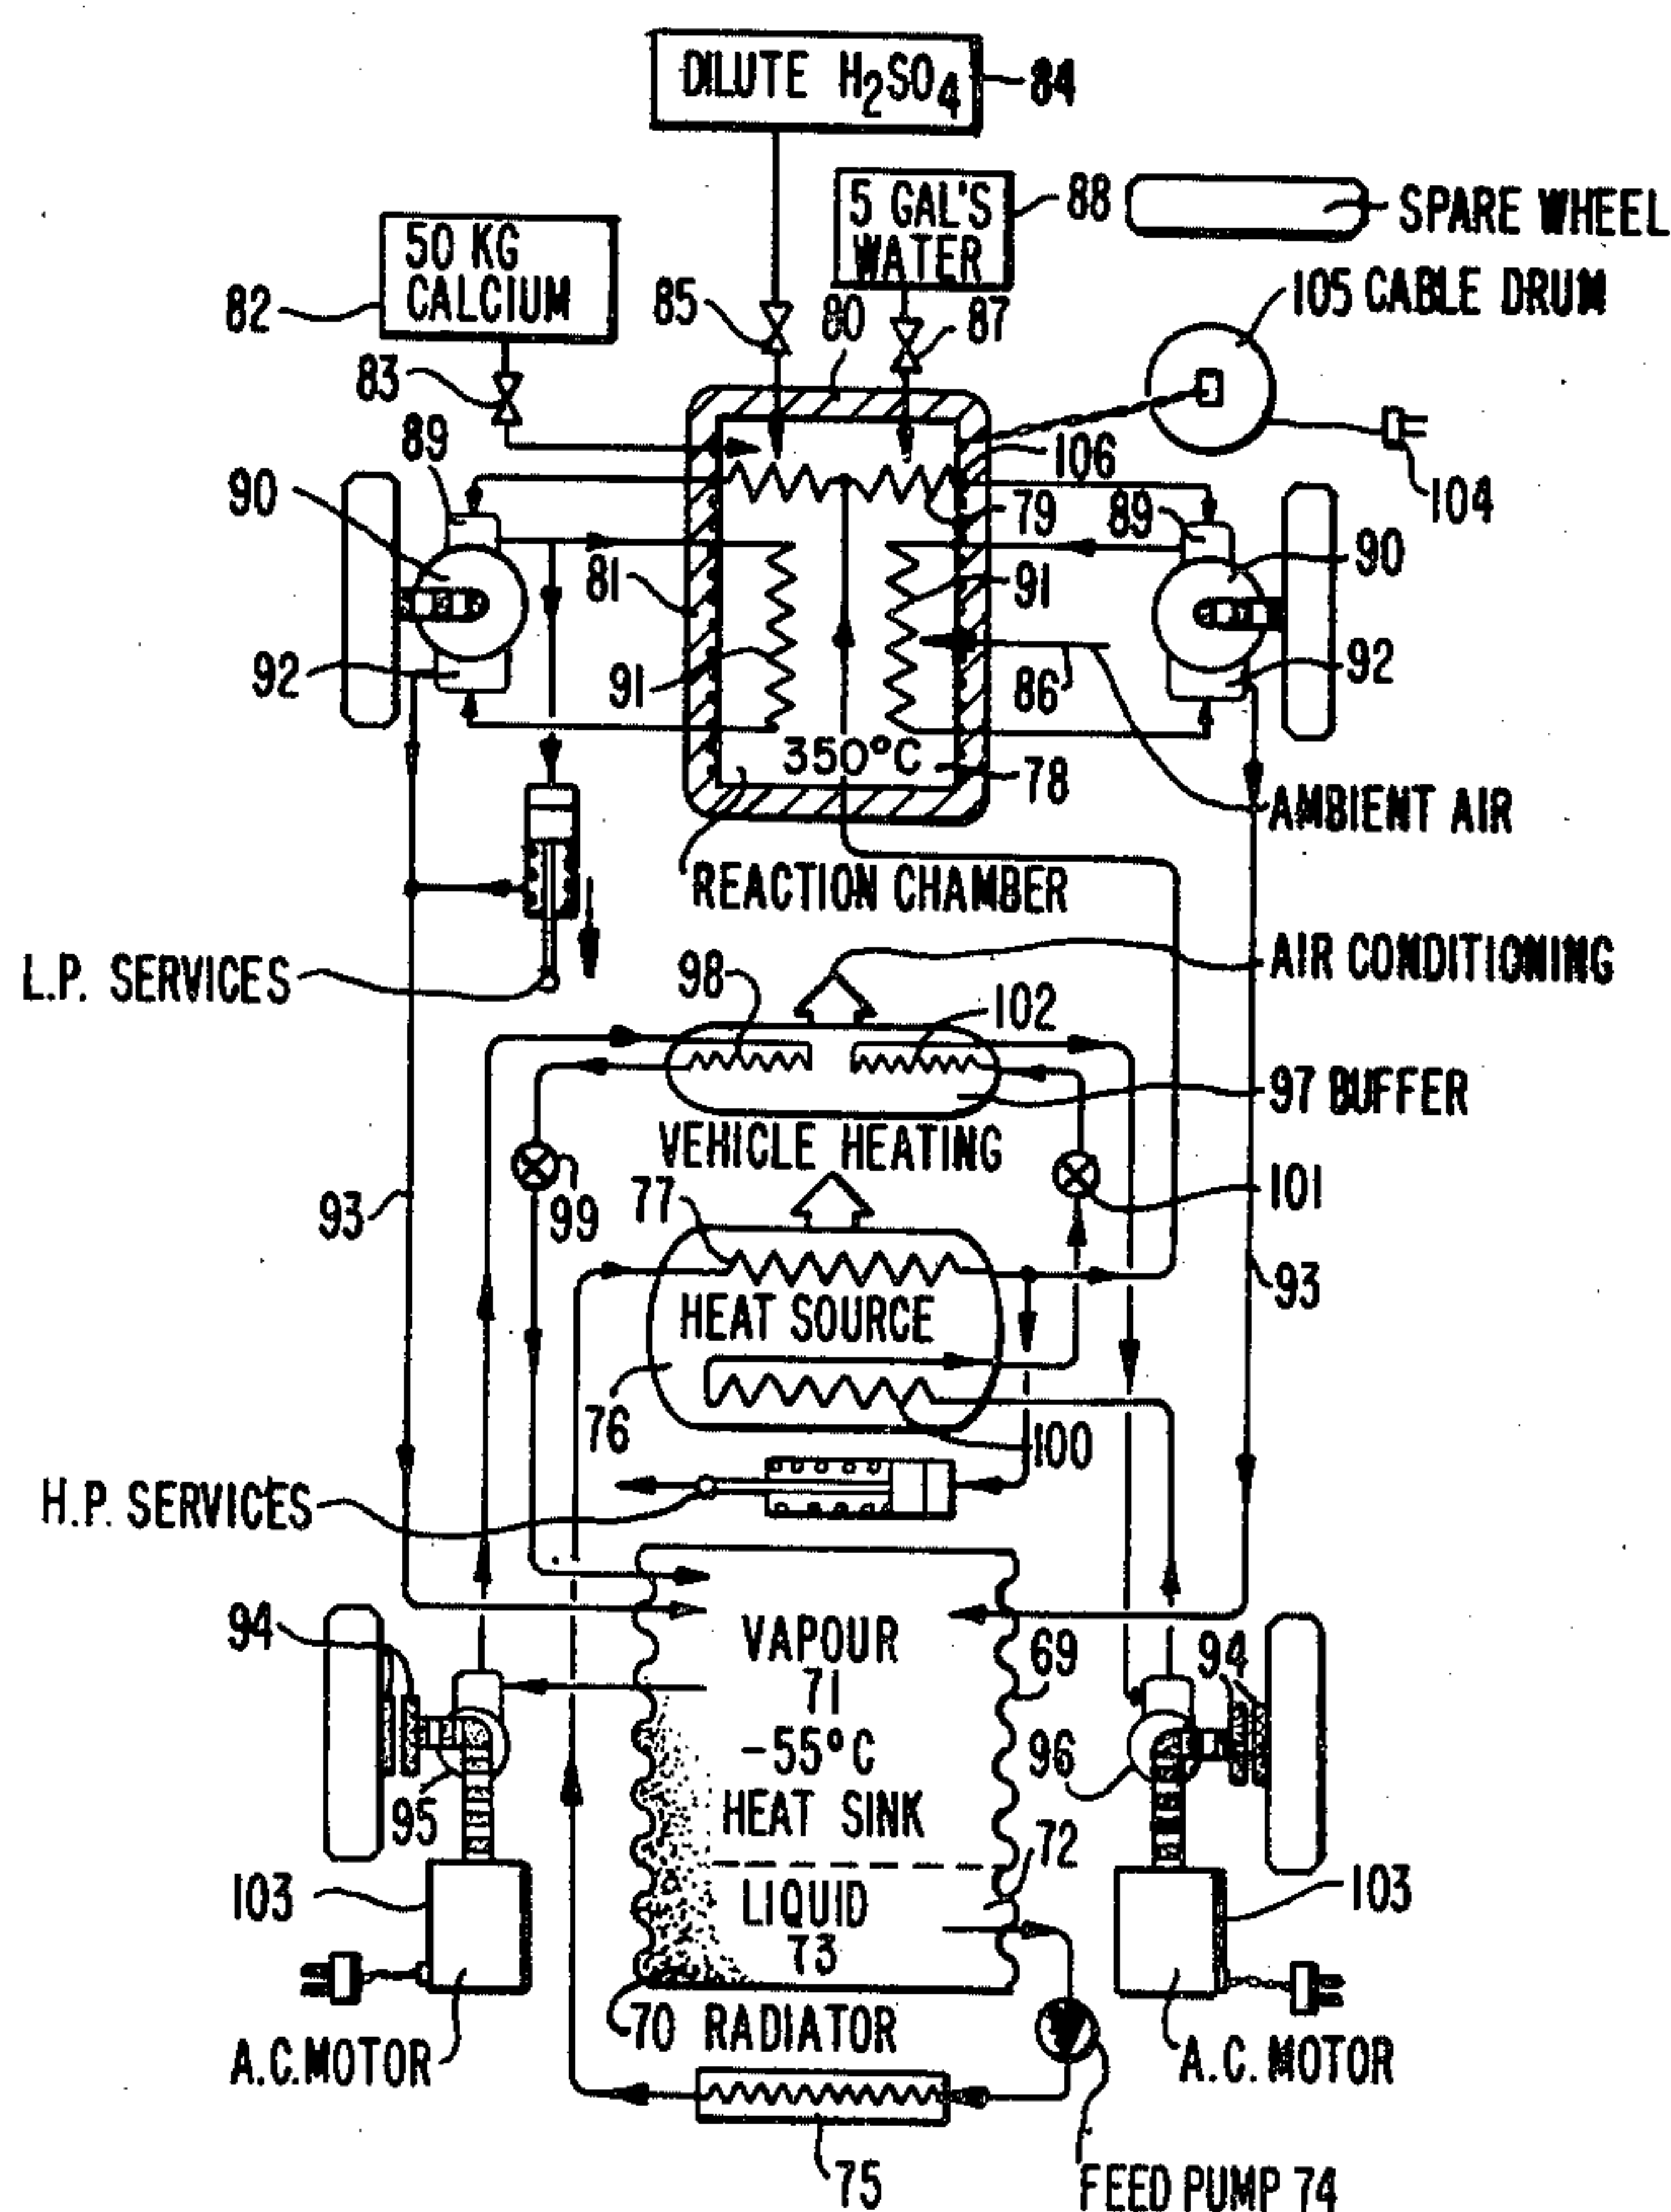 DILUTE H2SO4
84
5 GAL'S
WATER
88
SPARE WHEEL
50 KG
CALCIUM
82
85
80
87
105 CABLE DRUM
83
89
106
90
79
89
104
90
81
91
92
91
86
92
350°C
78
AMBIENT AIR
REACTION CHAMBER
L.P. SERVICES
98
AIR CONDITIONING
102
97 BUFFER
VEHICLE HEATING
93
99
77
101
HEAT SOURCE
93
76
100
H.P. SERVICES
94
VAPOUR
71
69
94
-55°C
HEAT SINK
96
95
72
103
LIQUID
73
103
70 RADIATOR
A.C. MOTOR
A.C. MOTOR
75
FEED PUMP 74